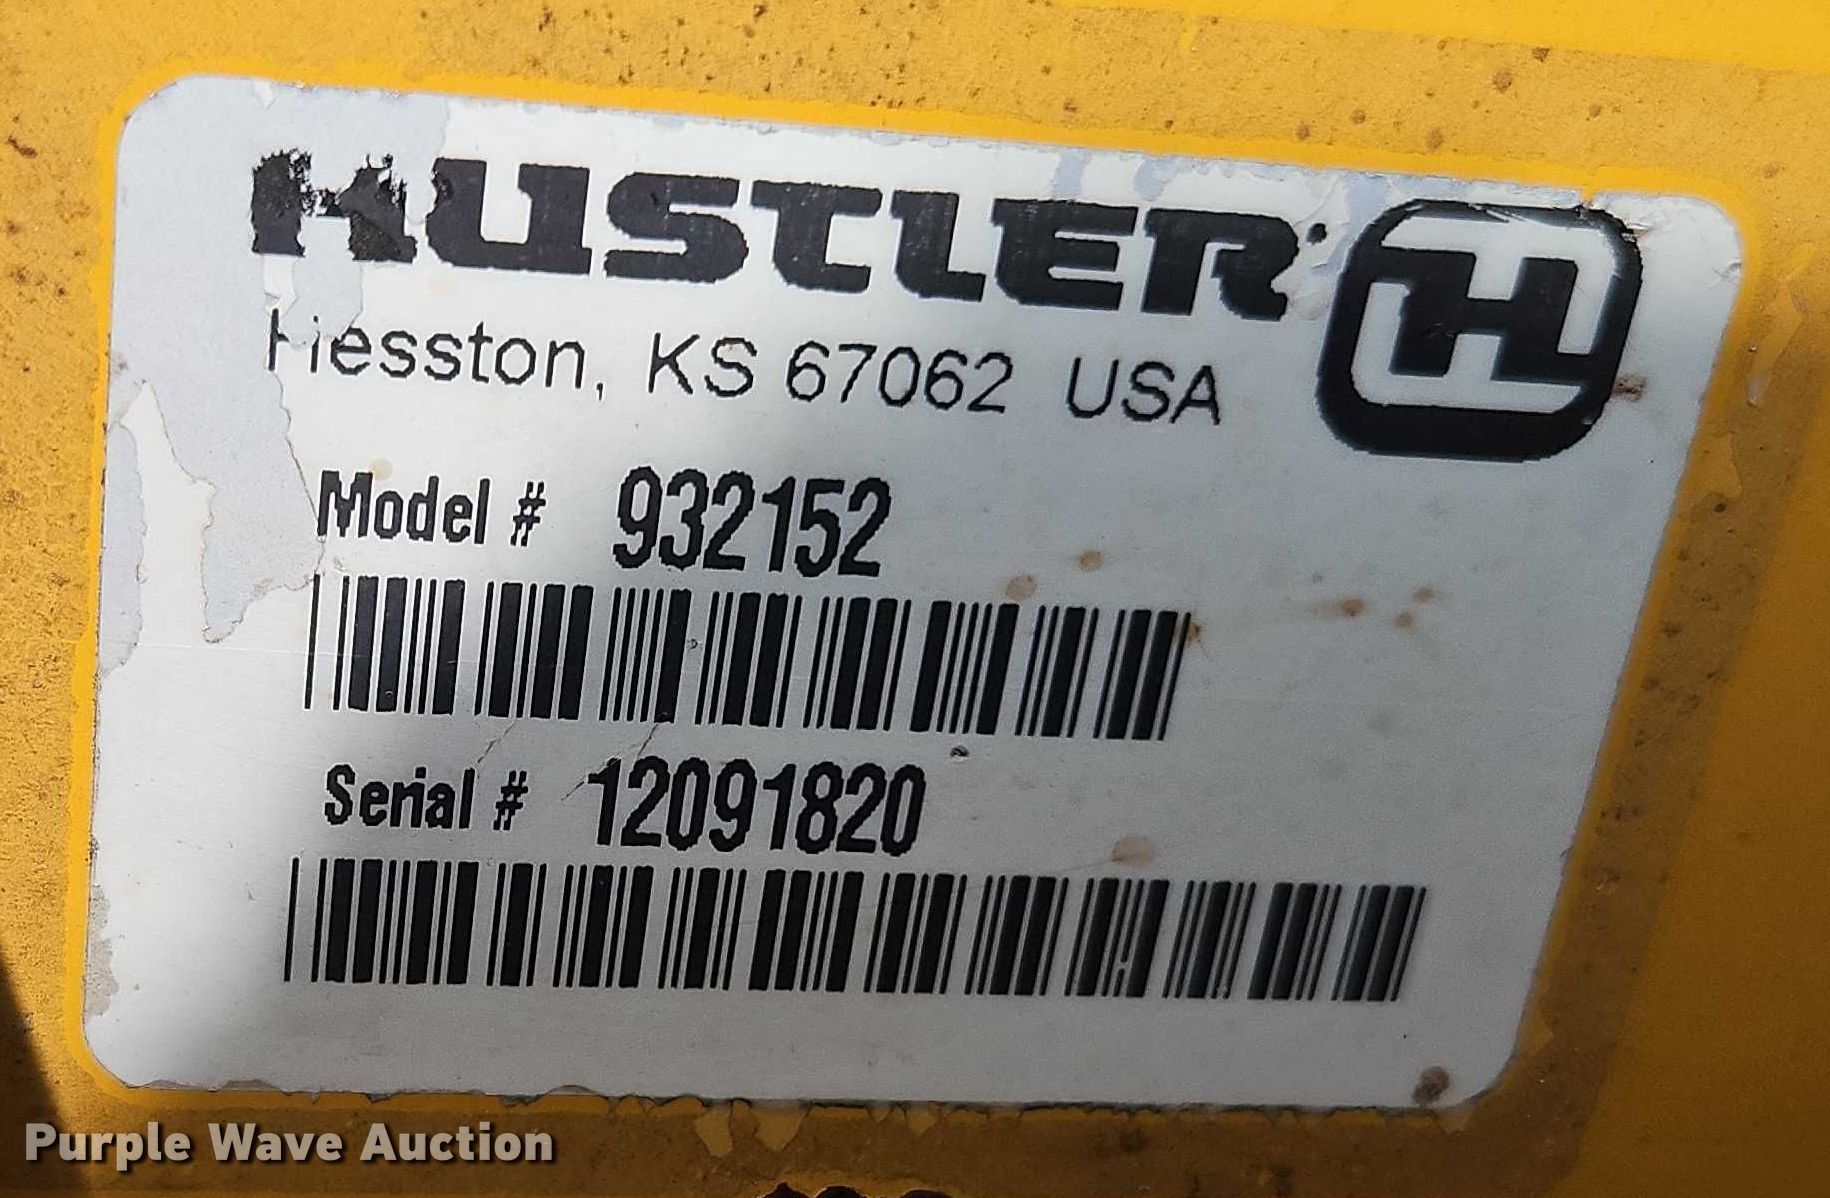 HUSTLER
Hesston, KS 67062 USA
Model # 932152
Serial # 12091820
Purple Wave Auction